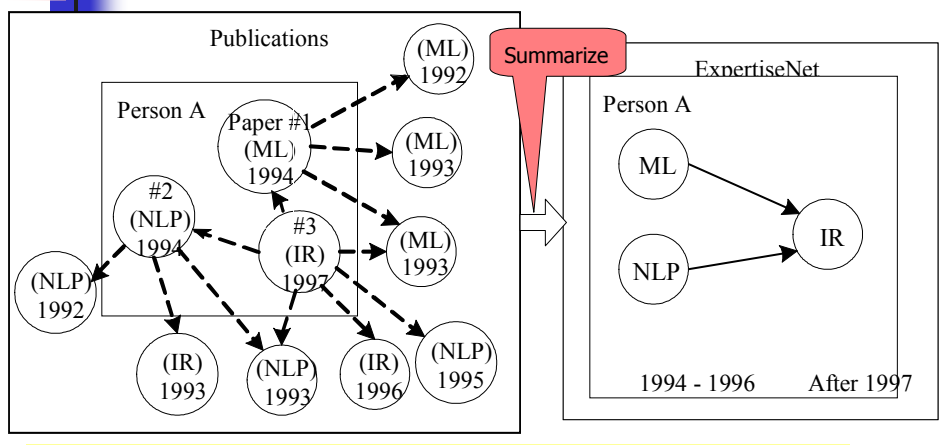 Publications
Person A
Paper #1
(ML)
1994
#2
(NLP)
1994
#3
(IR)
1997
(ML)
1992
(ML)
1993
(ML)
1993
(NLP)
1992
(IR)
1993
(NLP)
1993
(IR)
1996
(NLP)
1995
Summarize
ExpertiseNet
Person A
ML
NLP
IR
1994 - 1996
After 1997